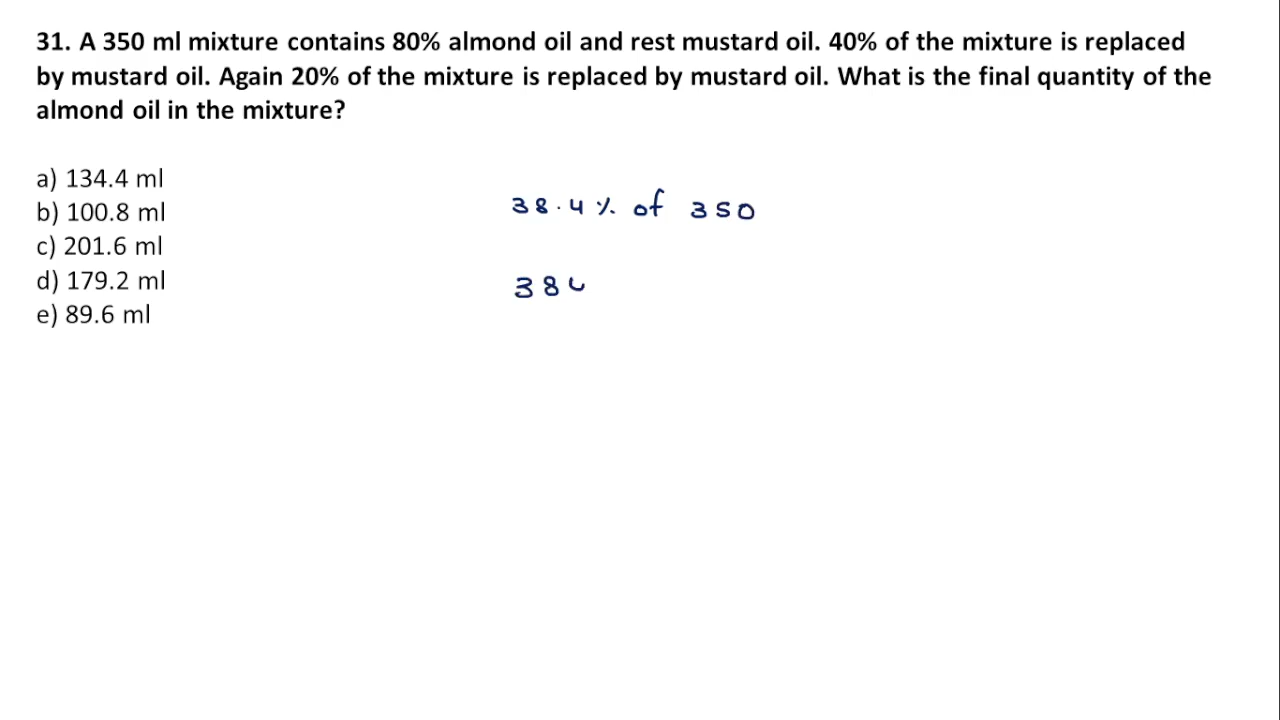 31. A 350 ml mixture contains 80% almond oil and rest mustard oil. 40% of the mixture is replaced
by mustard oil. Again 20% of the mixture is replaced by mustard oil. What is the final quantity of the
almond oil in the mixture?
a) 134.4 ml
b) 100.8 ml
c) 201.6 ml
d) 179.2 ml
e) 89.6 ml
38.4% of 350
38